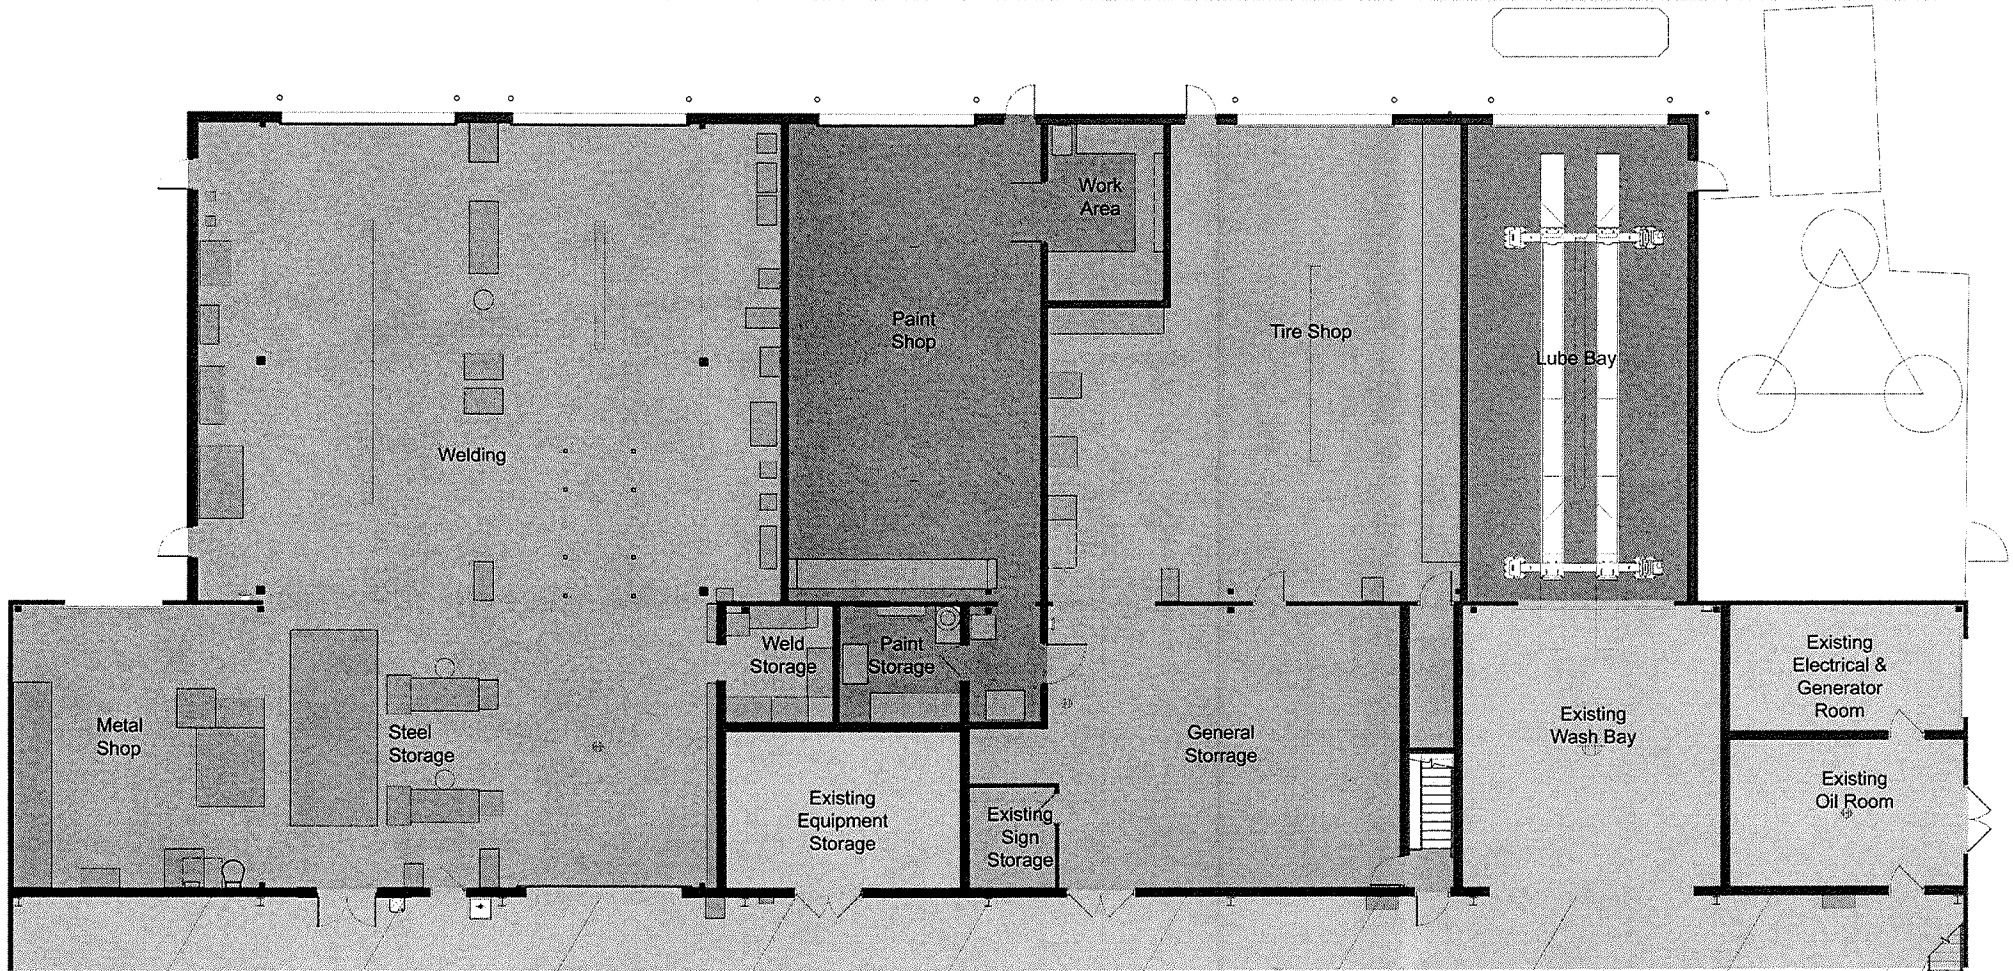 Work
Area
Paint
Shop
Tire Shop
Lube Bay
Welding
Weld
Storage
Paint
Storage
Existing
Electrical &
Generator
Room
Metal
Shop
Steel
Storage
General
Storrage
Existing
Wash Bay
Existing
Oil Room
Existing
Equipment
Storage
Existing
Sign
Storage